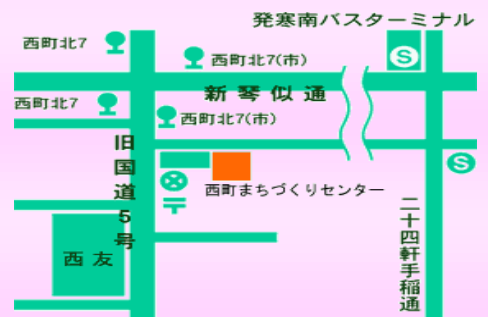 発寒南バスターミナル
西町北7
西町北7(市)
S
新琴似通
西町北7
西町北7(市)
旧国道5号
S
西町まちづくりセンター
〒
二十四軒手稲通
西友